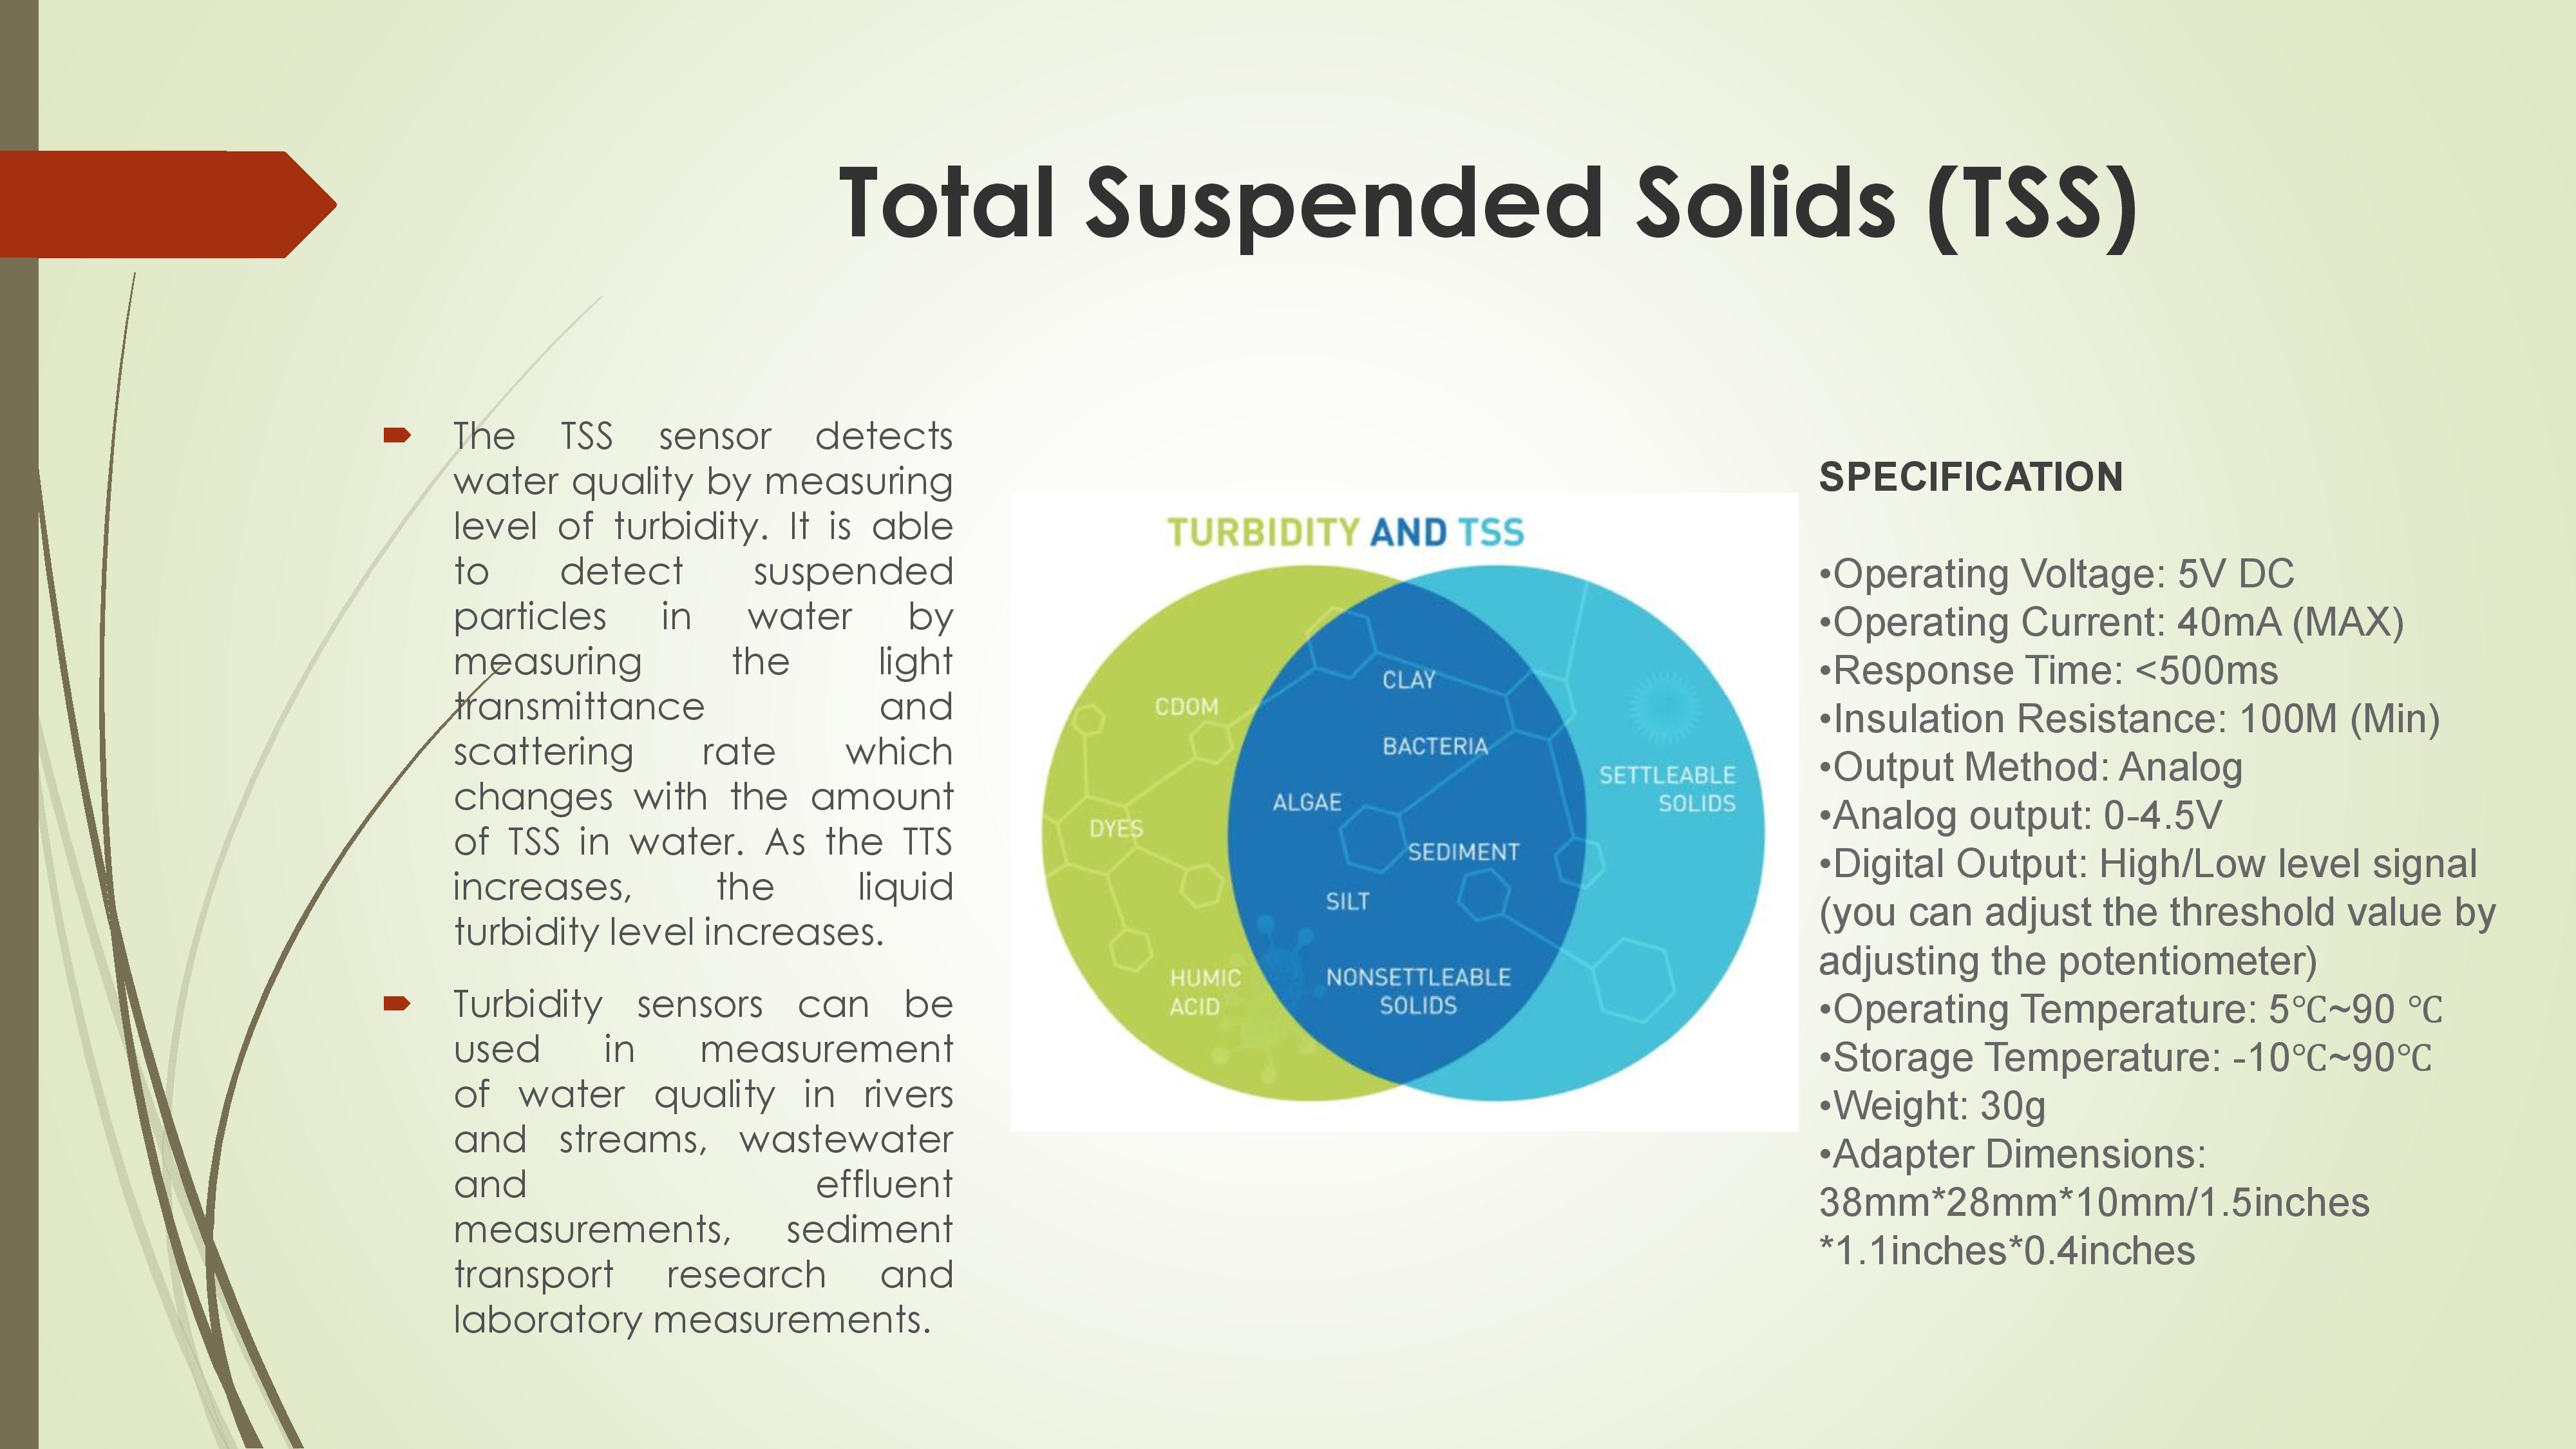 Total Suspended Solids (TSS)
The TSS sensor detects
water quality by measuring
level of turbidity. It is able
to detect suspended
particles in water by
measuring the light
transmittance and
scattering rate which
changes with the amount
of TSS in water. As the TTS
increases, the liquid
turbidity level increases.
Turbidity sensors can be
used in measurement
of water quality in rivers
and streams, wastewater
and effluent
measurements, sediment
transport research and
laboratory measurements.
TURBIDITY AND TSS
CDOM
DYES
HUMIC
ACID
CLAY
BACTERIA
ALGAE
SEDIMENT
SILT
NONSETTLEABLE
SOLIDS
SETTLEABLE
SOLIDS
SPECIFICATION
•Operating Voltage: 5V DC
•Operating Current: 40mA (MAX)
•Response Time: <500ms
•Insulation Resistance: 100M (Min)
•Output Method: Analog
•Analog output: 0-4.5V
•Digital Output: High/Low level signal
(you can adjust the threshold value by
adjusting the potentiometer)
•Operating Temperature: 5℃~90 ℃
•Storage Temperature: -10℃~90℃
•Weight: 30g
•Adapter Dimensions:
38mm*28mm*10mm/1.5inches
*1.1inches*0.4inches